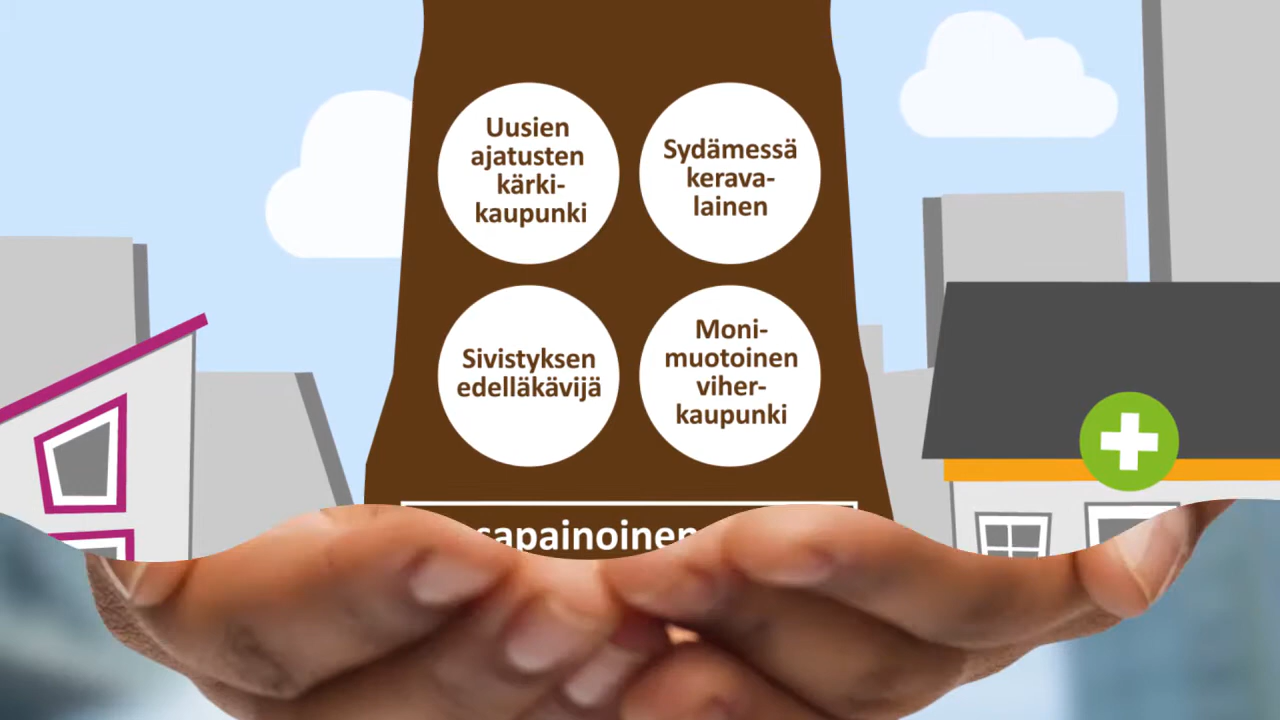 Uusien
ajatusten
kärki-
kaupunki
Sydämessä
kerava-
lainen
Sivistyksen
edelläkävijä
Moni-
muotoinen
viher-
kaupunki